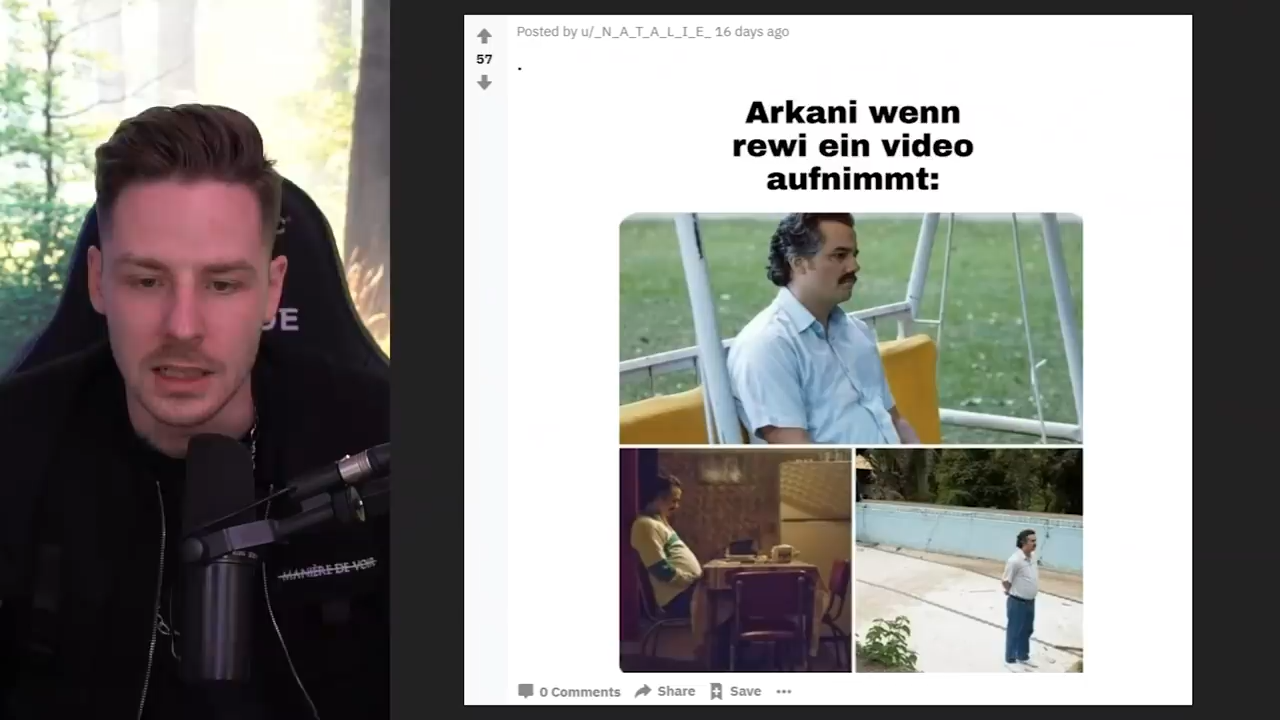 Posted by u/_N_A_T_A_L_I_E_ 16 days ago
57
.
Arkani wenn
rewi ein video
aufnimmt:
MANIÈRE DE VOIR
0 Comments Share Save